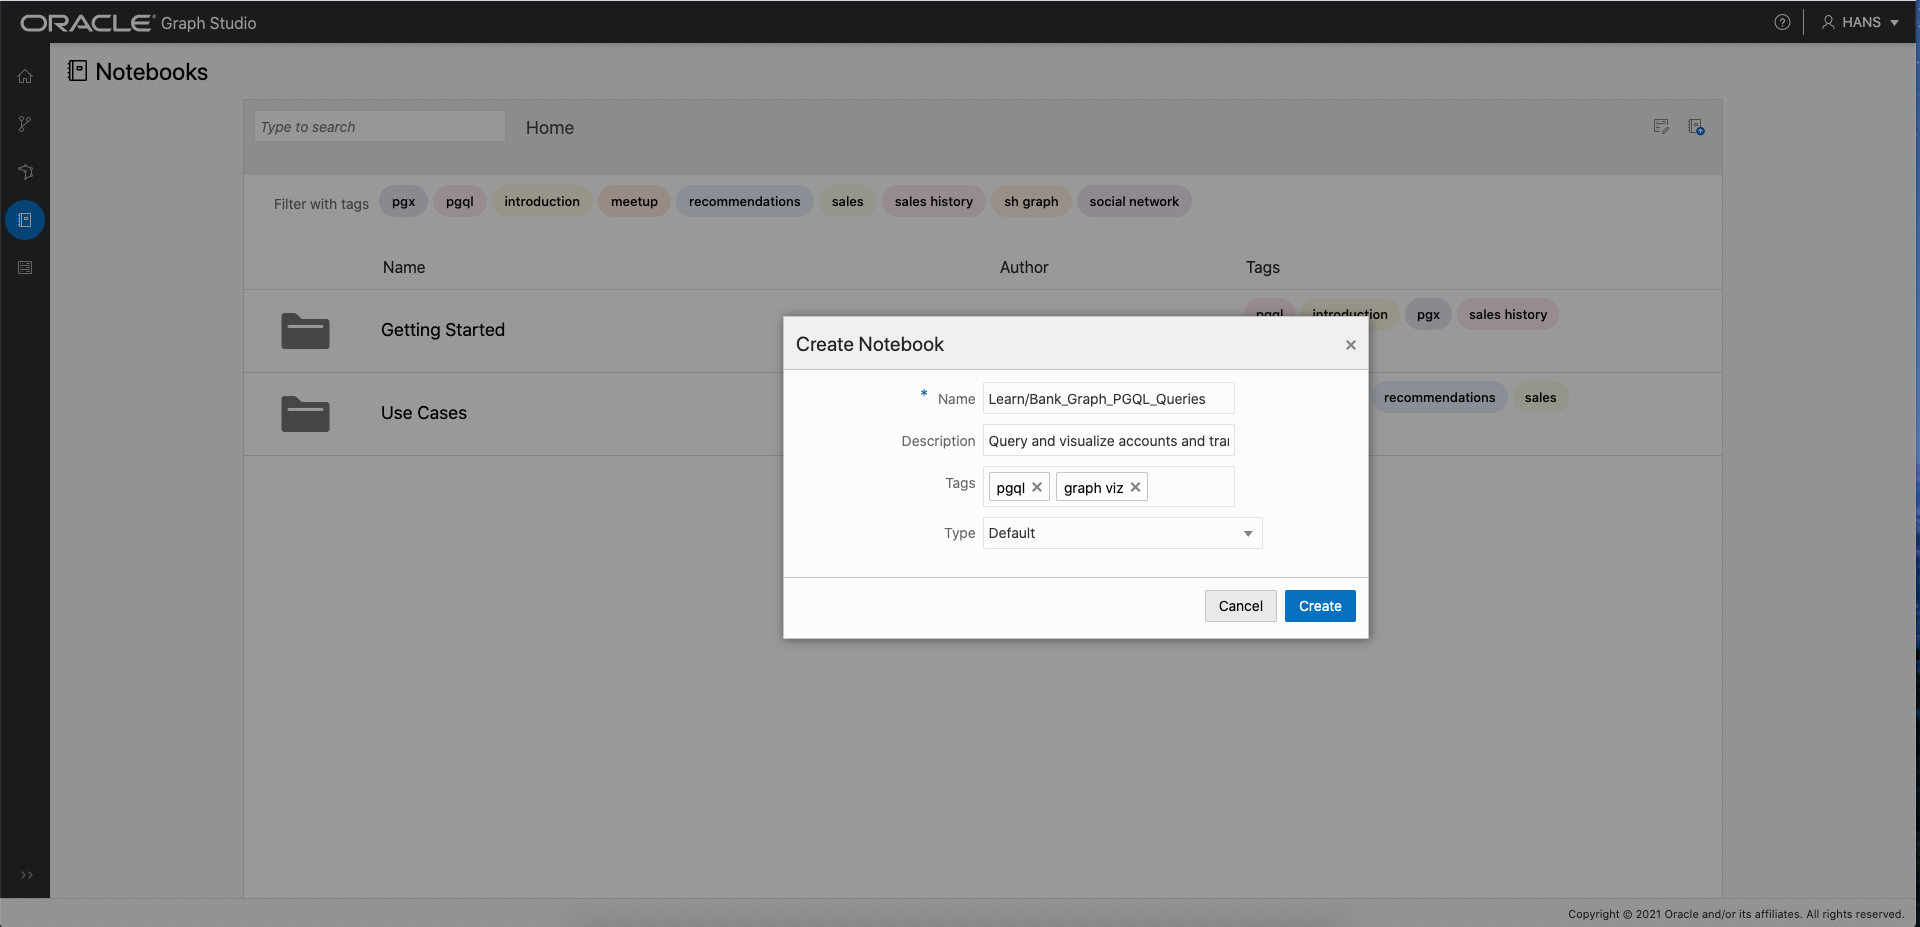 ORACLE® Graph Studio
? HANS
Notebooks
Type to search
Home
Filter with tags pgx pgql introduction meetup recommendations sales sales history sh graph social network
Name Author Tags
Getting Started
pgql introduction pgx sales history
Use Cases
recommendations sales
Create Notebook
* Name Learn/Bank_Graph_PGQL_Queries
Description Query and visualize accounts and
Tags pgql graph viz
Type Default
Cancel Create
Copyright © 2021 Oracle and/or its affiliates. All rights reserved.